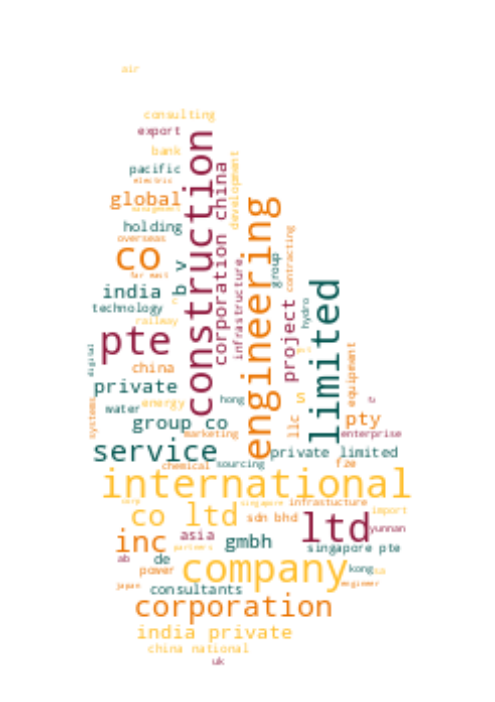 air
consulting
export
construction
bank
pacific
electric
corporation china
development
global
management
holding
overseas
engineering
co
far east
b v
infrastructure
group
contracting
india
technology
railway
project
hydro
limited
pte
digital
china
private
equipment
systems
water
energy
hong
s
group co
marketing
llc
pty
enterprise
service
chemical
sourcing
private limited
fze
international
singapore
infrastucture
co ltd
sdn bhd
ltd
import
yunnan
inc
asia
partners
gmbh
singapore pte
ab
de
power
company
kong
sa
japan
consultants
engineer
corporation
india private
china national
uk